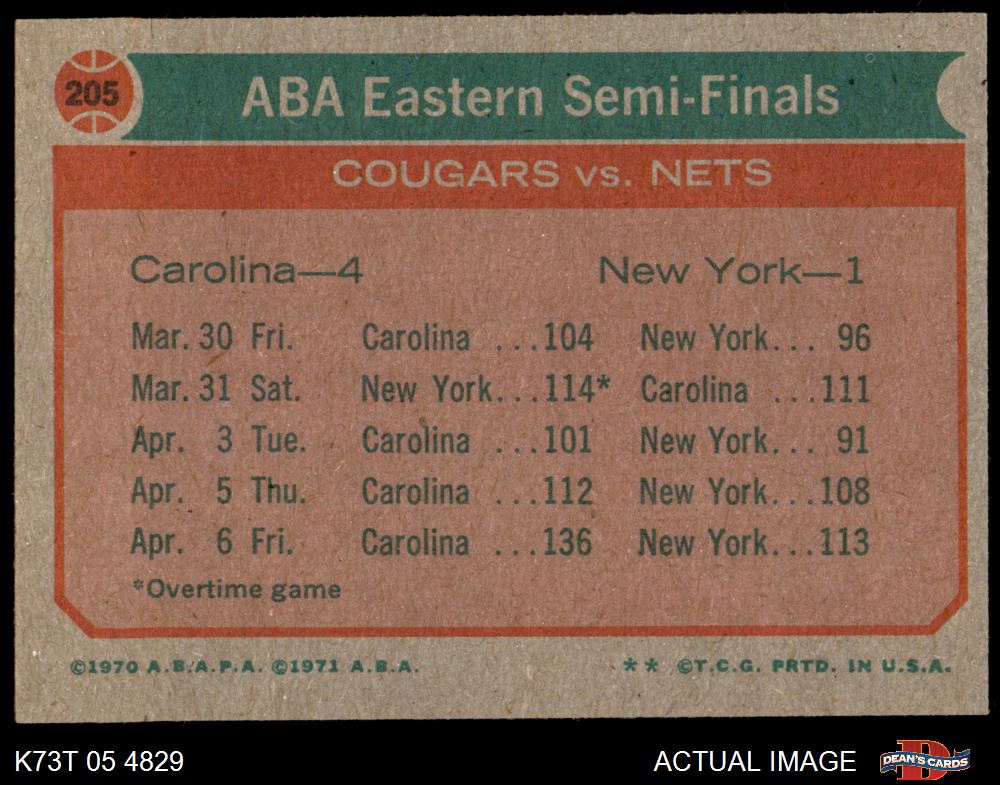 205
ABA Eastern Semi-Finals
COUGARS vs. NETS
Carolina—4 New York—1
Mar. 30 Fri. Carolina ...104 New York... 96
Mar. 31 Sat. New York...114* Carolina ...111
Apr. 3 Tue. Carolina ...101 New York... 91
Apr. 5 Thu. Carolina ...112 New York...108
Apr. 6 Fri. Carolina ...136 New York...113
*Overtime game
©1970 A.B.A.P.A. ©1971 A.B.A. ** ©T.C.G. PRTD. IN U.S.A.
K73T 05 4829 ACTUAL IMAGE D DEAN'S CARDS